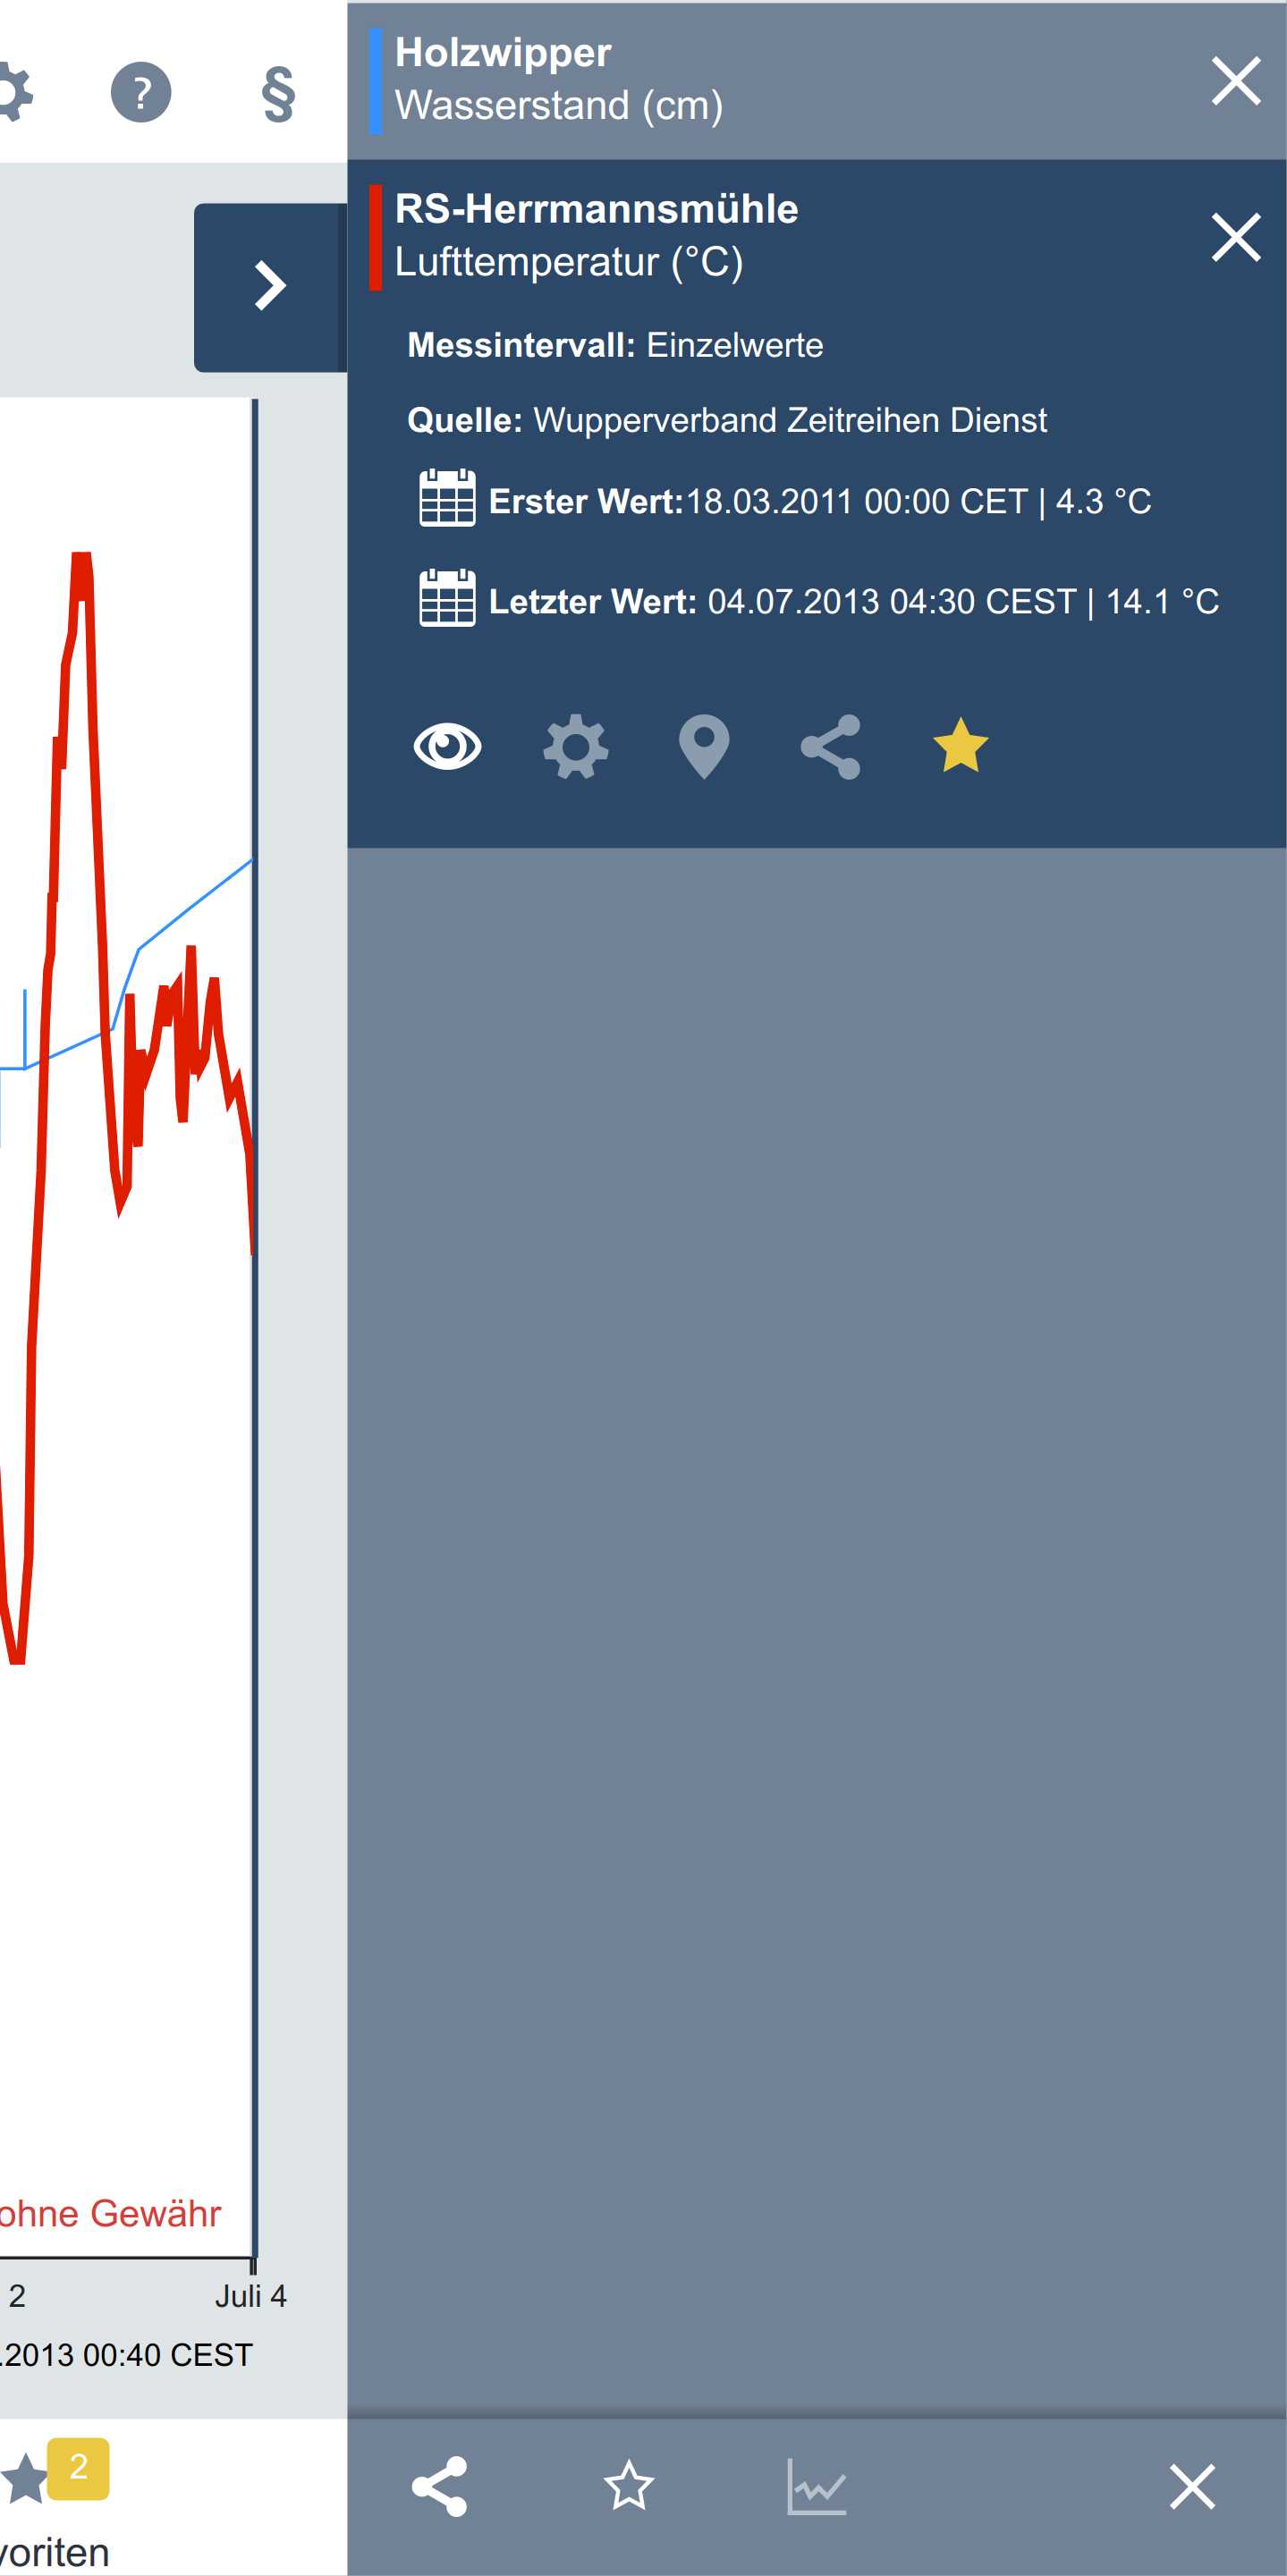 ? §
Holzwipper
Wasserstand (cm)
RS-Herrmannsmühle
Lufttemperatur (°C)
Messintervall: Einzelwerte
Quelle: Wupperverband Zeitreihen Dienst
Erster Wert:18.03.2011 00:00 CET | 4.3 °C
Letzter Wert: 04.07.2013 04:30 CEST | 14.1 °C
ohne Gewähr
2 Juli 4
.2013 00:40 CEST
2
voriten